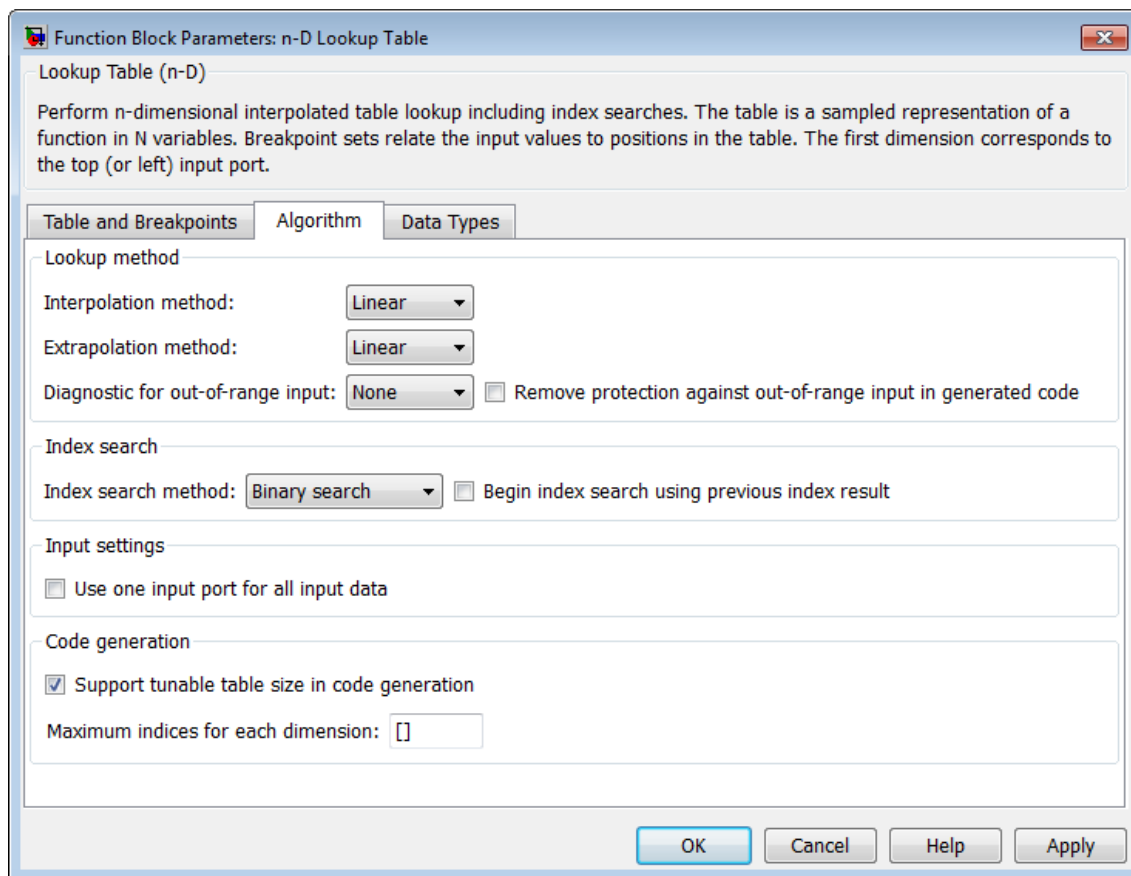 Function Block Parameters: n-D Lookup Table
Lookup Table (n-D)
Perform n-dimensional interpolated table lookup including index searches. The table is a sampled representation of a
function in N variables. Breakpoint sets relate the input values to positions in the table. The first dimension corresponds to
the top (or left) input port.
Table and Breakpoints Algorithm Data Types
Lookup method
Interpolation method: Linear
Extrapolation method: Linear
Diagnostic for out-of-range input: None Remove protection against out-of-range input in generated code
Index search
Index search method: Binary search Begin index search using previous index result
Input settings
Use one input port for all input data
Code generation
Support tunable table size in code generation
Maximum indices for each dimension: []
OK Cancel Help Apply